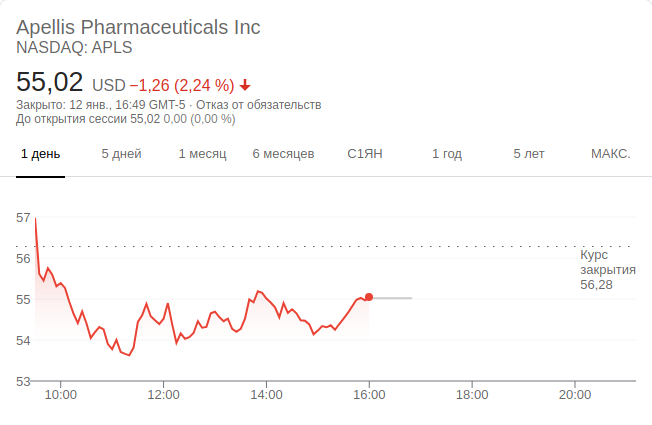 Apellis Pharmaceuticals Inc
NASDAQ: APLS
55,02 USD −1,26 (2,24 %)
Закрыто: 12 янв., 16:49 GMT-5 · Отказ от обязательств
До открытия сессии 55,02 0,00 (0,00 %)
1 день 5 дней 1 месяц 6 месяцев С1ЯН 1 год 5 лет МАКС.
57
56
55
54
53
Курс
закрытия
56,28
10:00 12:00 14:00 16:00 18:00 20:00